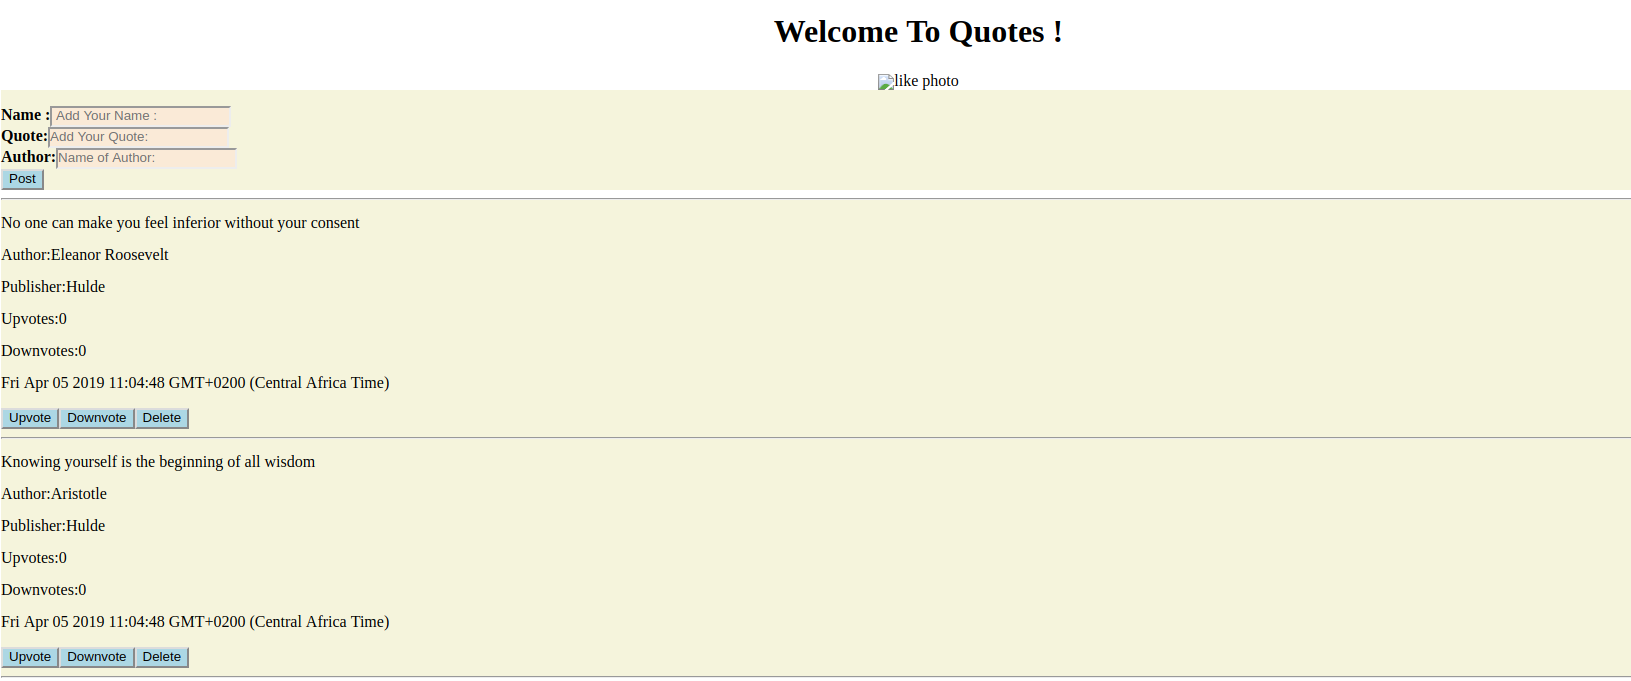 Welcome To Quotes !
like photo
Name : Add Your Name :
Quote: Add Your Quote:
Author: Name of Author:
Post
No one can make you feel inferior without your consent
Author:Eleanor Roosevelt
Publisher:Hulde
Upvotes:0
Downvotes:0
Fri Apr 05 2019 11:04:48 GMT+0200 (Central Africa Time)
Upvote Downvote Delete
Knowing yourself is the beginning of all wisdom
Author:Aristotle
Publisher:Hulde
Upvotes:0
Downvotes:0
Fri Apr 05 2019 11:04:48 GMT+0200 (Central Africa Time)
Upvote Downvote Delete